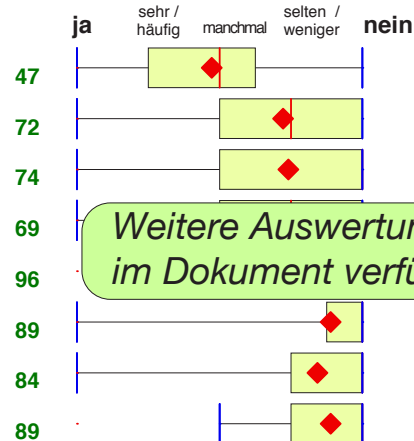 ja sehr / häufig manchmal selten / weniger nein
47
72
74
69
Weitere Auswertun
im Dokument verfü
96
89
84
89